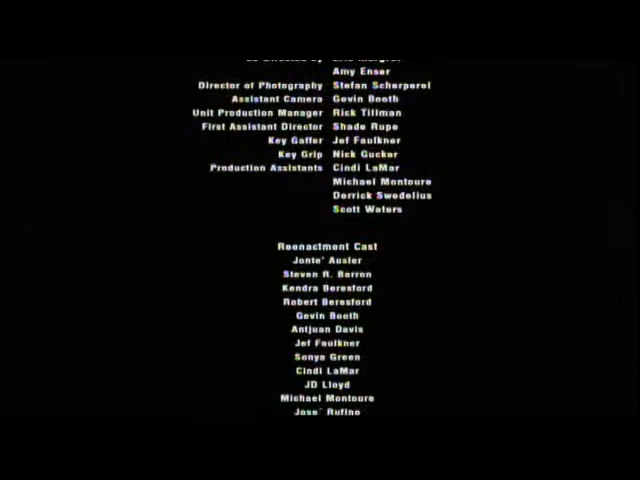 Amy Enser
Director of Photography Stefan Scherperel
Assistant Camera Gevin Booth
Unit Production Manager Rick Tillman
First Assistant Director Shade Rupe
Key Gaffer Jef Faulkner
Key Grip Nick Gucker
Production Assistants Cindi LaMar
Michael Montoure
Derrick Swedelius
Scott Waters
Reenactment Cast
Jonte' Ausler
Steven R. Barron
Kendra Beresford
Robert Beresford
Gevin Booth
Antjuan Davis
Jef Faulkner
Sonya Green
Cindi LaMar
JD Lloyd
Michael Montoure
Jose´ Rufino